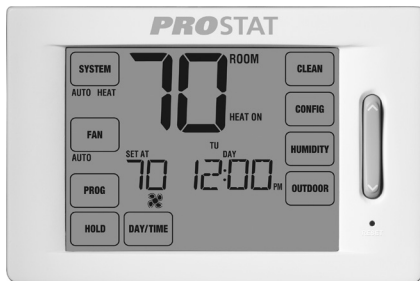 PROSTAT
SYSTEM
70
ROOM
CLEAN
AUTO HEAT
HEAT ON
CONFIG
FAN
AUTO
TU
DAY
HUMIDITY
SET AT
70
12:00 PM
PROG
OUTDOOR
HOLD
DAY/TIME